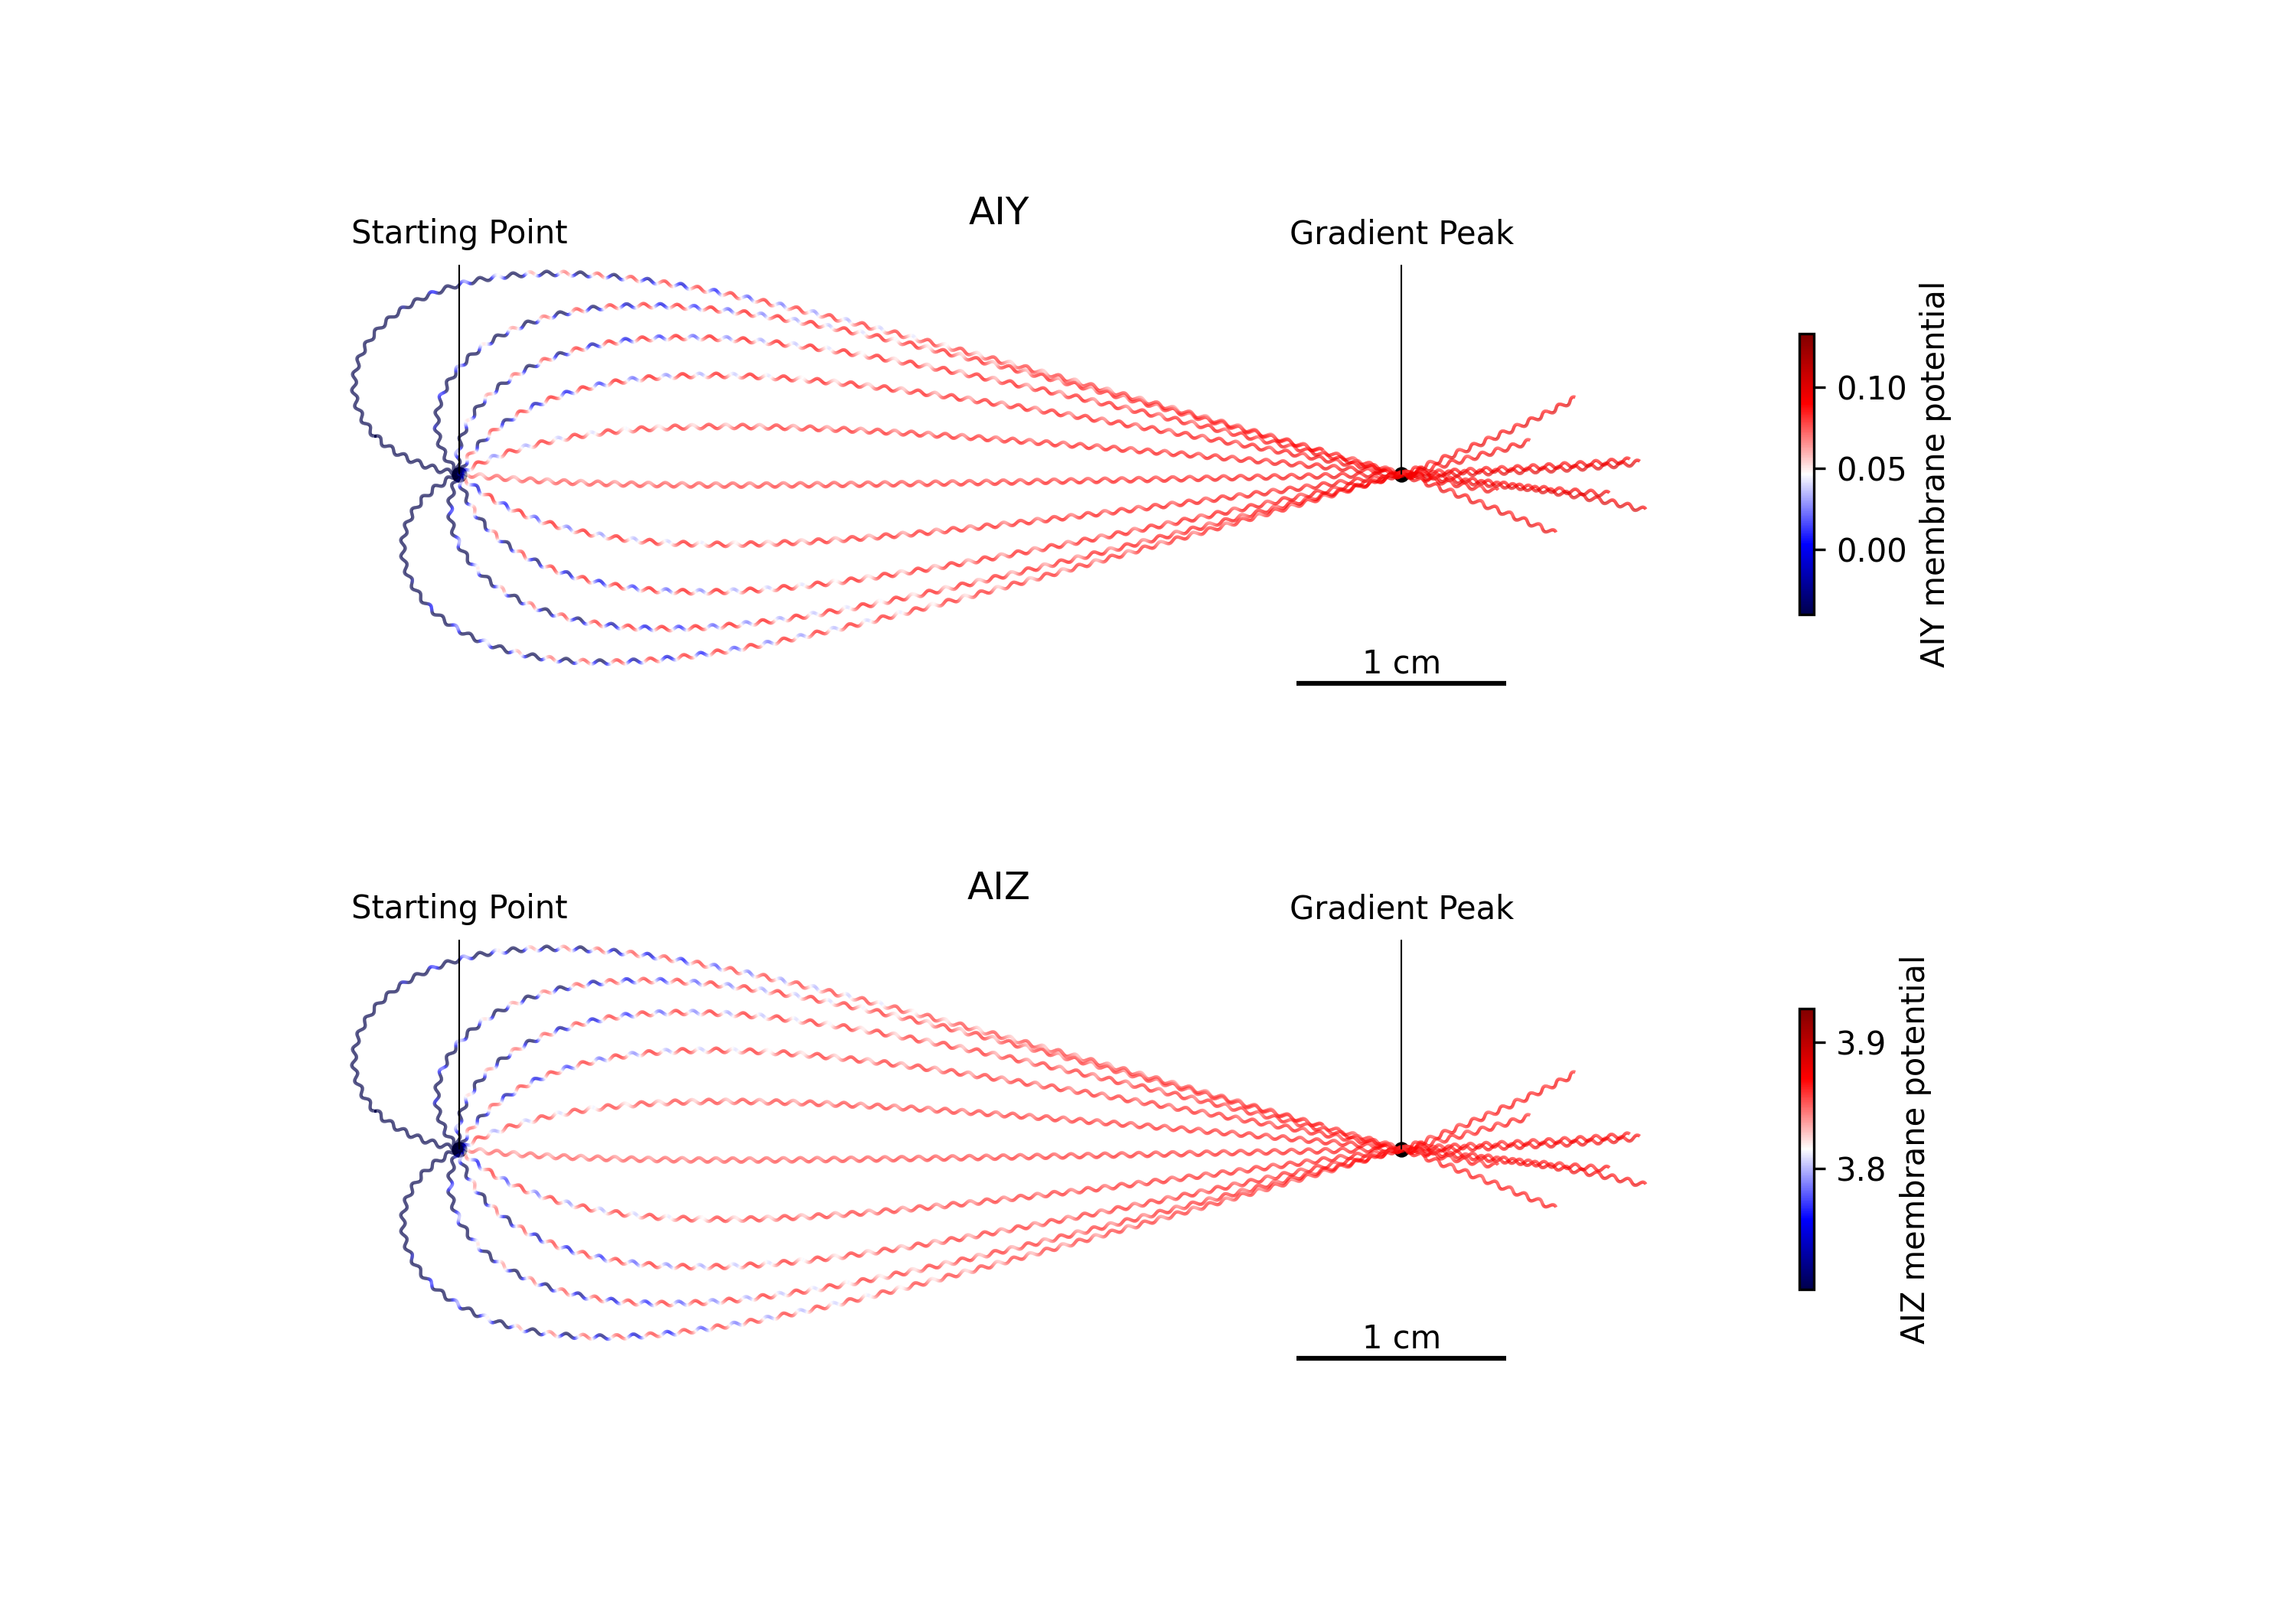 AIY
Starting Point
Gradient Peak
0.10
0.05
0.00
AIY membrane potential
1 cm
AIZ
Starting Point
Gradient Peak
3.9
3.8
AIZ membrane potential
1 cm